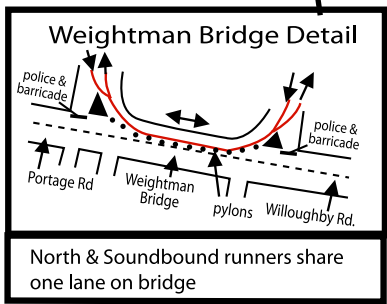 Weightman Bridge Detail
police &
barricade
police &
barricade
Portage Rd
Weightman
Bridge
pylons
Willoughby Rd.
North & Soundbound runners share
one lane on bridge